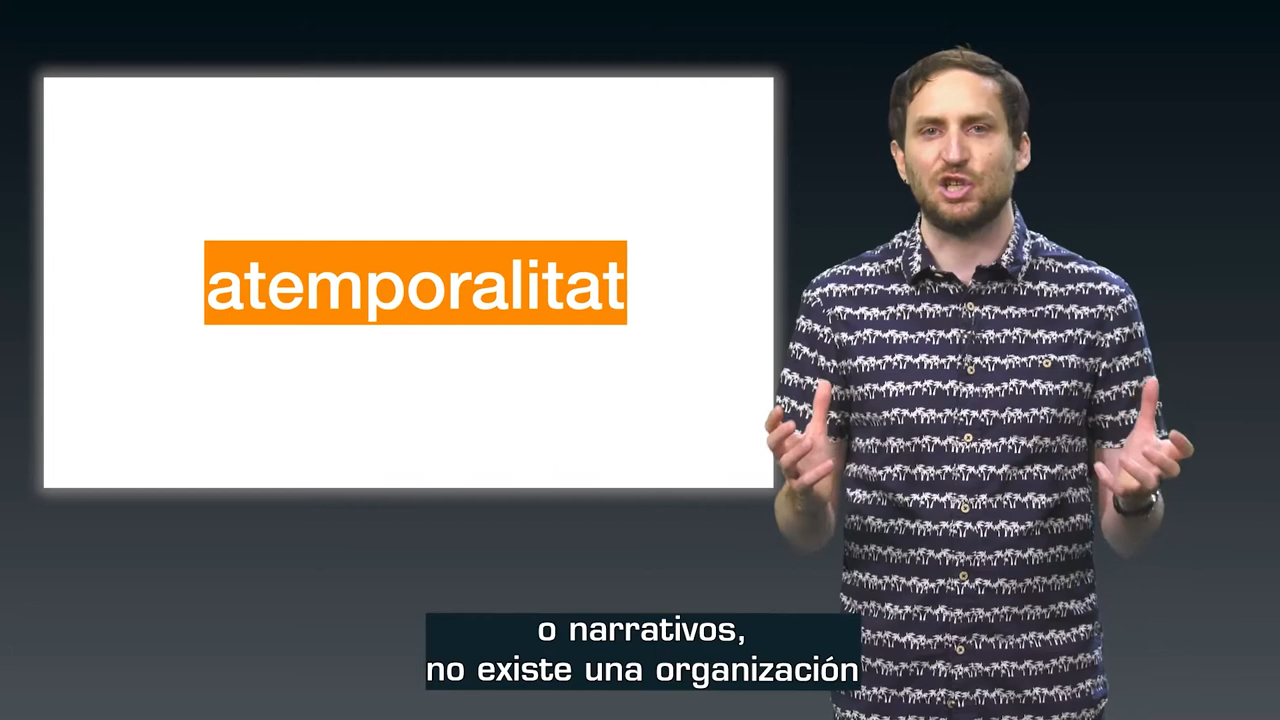 atemporalitat
o narrativos,
no existe una organización